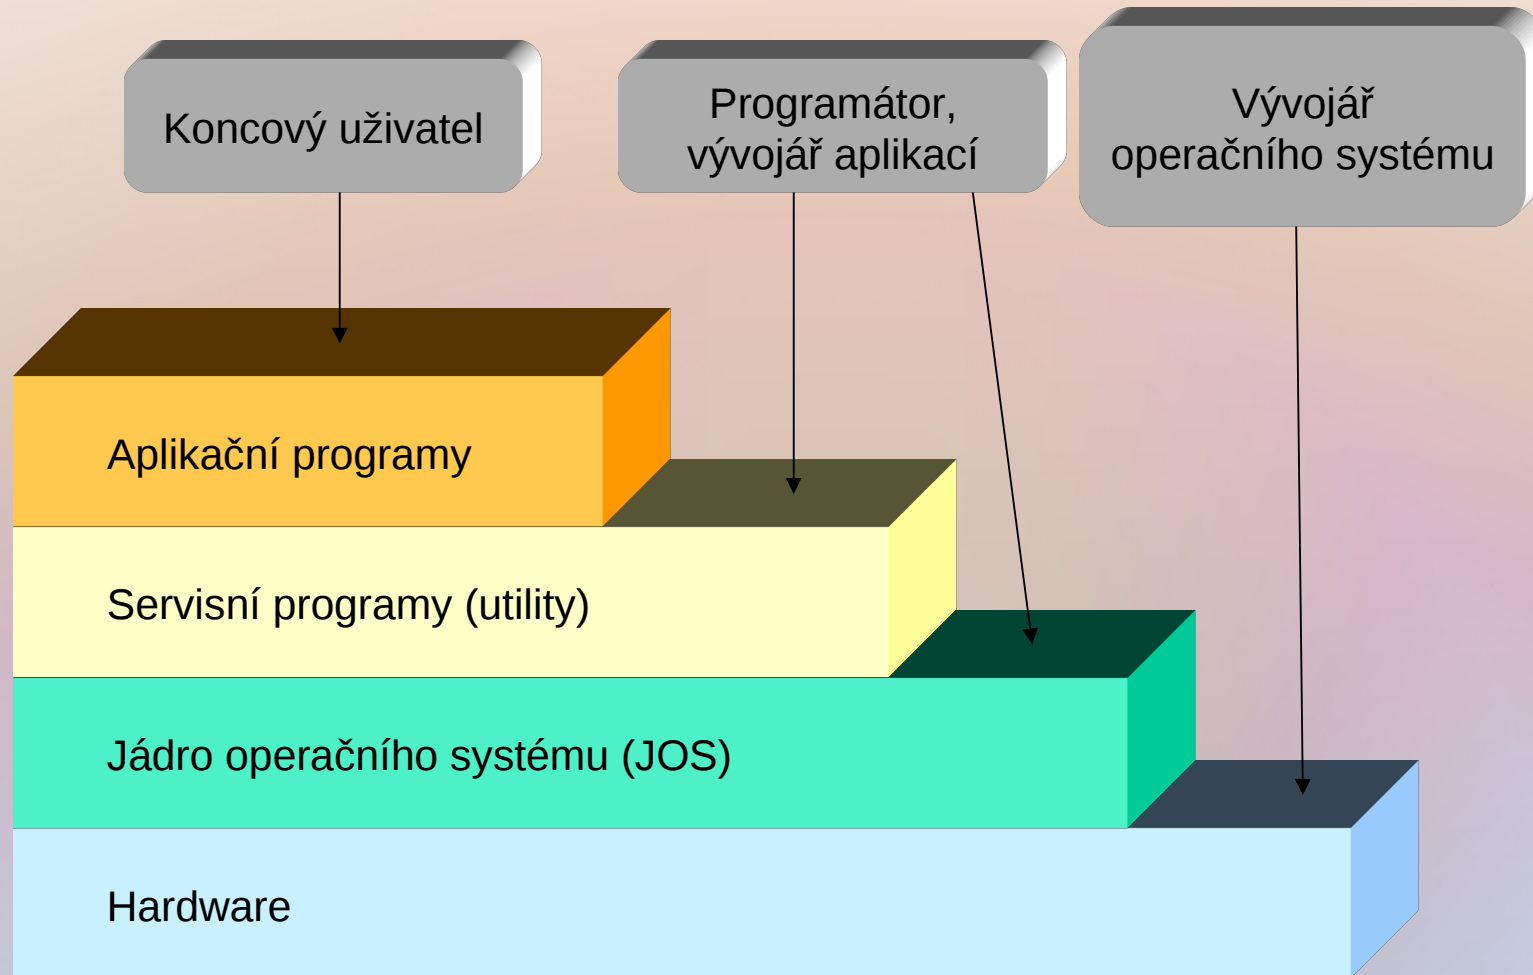 Koncový uživatel
Programátor,
vývojář aplikací
Vývojář
operačního systému
Aplikační programy
Servisní programy (utility)
Jádro operačního systému (JOS)
Hardware